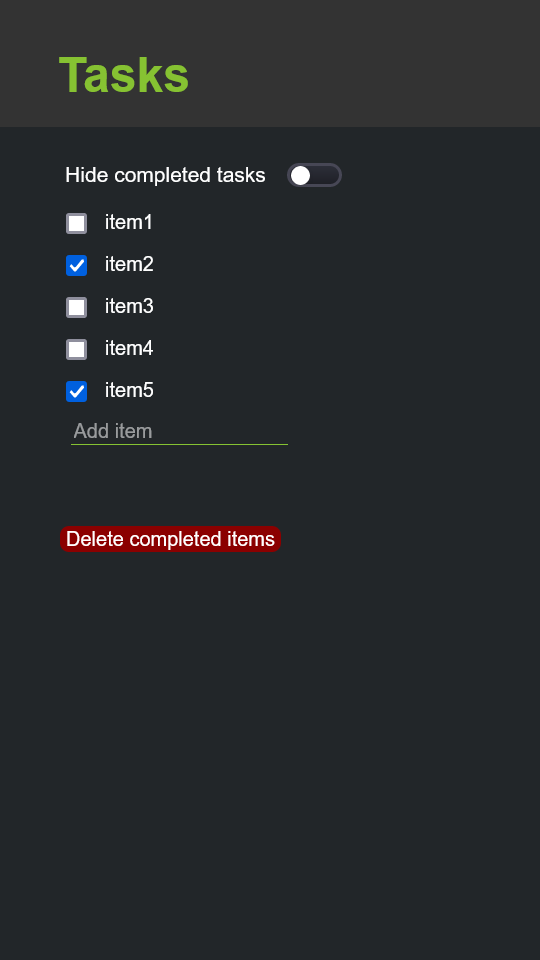 Tasks
Hide completed tasks
item1
item2
item3
item4
item5
Add item
Delete completed items